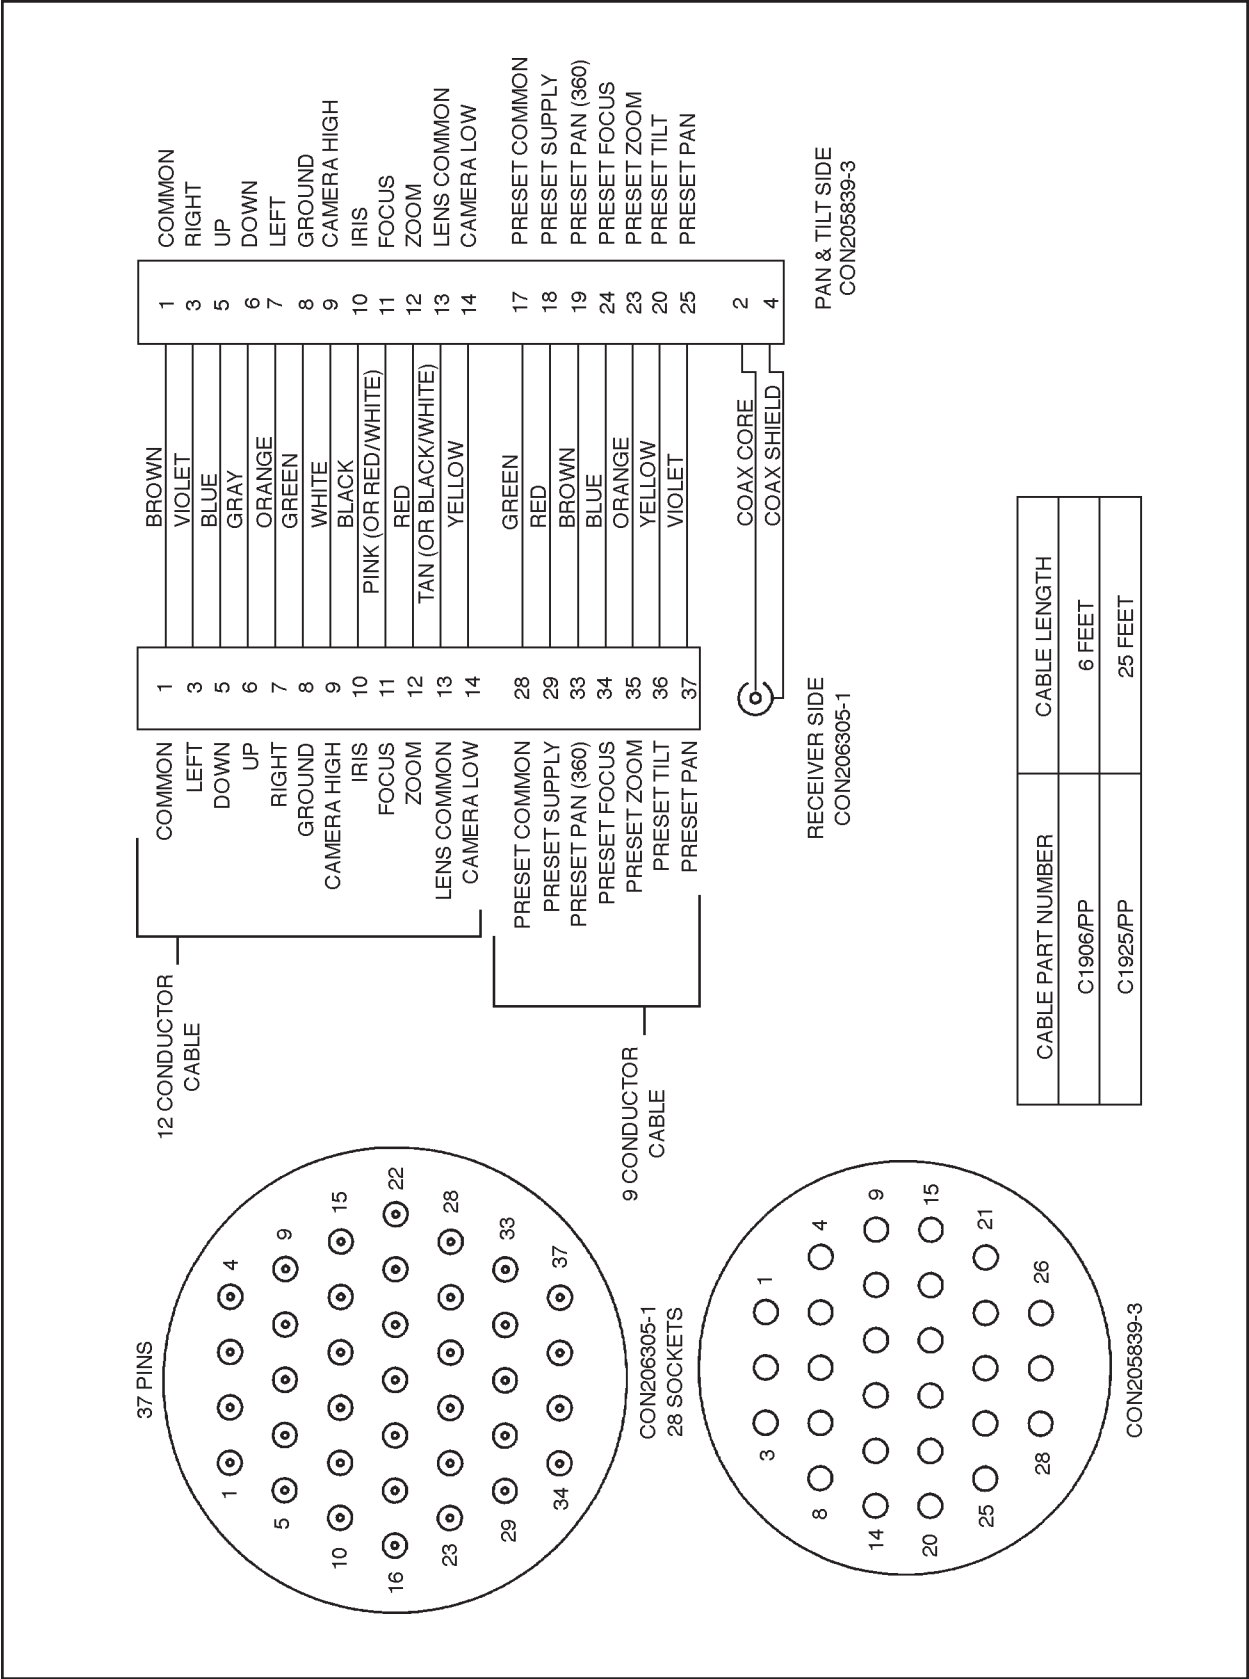 37 PINS
1
4
5
9
10
15
16
22
23
28
29
33
34
37
CON206305-1
28 SOCKETS
3
1
8
4
14
9
20
15
25
21
28
26
CON205839-3
12 CONDUCTOR
CABLE
9 CONDUCTOR
CABLE
COMMON 1 BROWN 1 COMMON
LEFT 3 VIOLET 3 RIGHT
DOWN 5 BLUE 5 UP
UP 6 GRAY 6 DOWN
RIGHT 7 ORANGE 7 LEFT
GROUND 8 GREEN 8 GROUND
CAMERA HIGH 9 WHITE 9 CAMERA HIGH
IRIS 10 BLACK 10 IRIS
FOCUS 11 PINK (OR RED/WHITE) 11 FOCUS
ZOOM 12 RED 12 ZOOM
LENS COMMON 13 TAN (OR BLACK/WHITE) 13 LENS COMMON
CAMERA LOW 14 YELLOW 14 CAMERA LOW
PRESET COMMON 28 GREEN 17 PRESET COMMON
PRESET SUPPLY 29 RED 18 PRESET SUPPLY
PRESET PAN (360) 33 BROWN 19 PRESET PAN (360)
PRESET FOCUS 34 BLUE 24 PRESET FOCUS
PRESET ZOOM 35 ORANGE 23 PRESET ZOOM
PRESET TILT 36 YELLOW 20 PRESET TILT
PRESET PAN 37 VIOLET 25 PRESET PAN
COAX CORE 2
COAX SHIELD 4
RECEIVER SIDE
CON206305-1
PAN & TILT SIDE
CON205839-3
CABLE PART NUMBER CABLE LENGTH
C1906/PP 6 FEET
C1925/PP 25 FEET